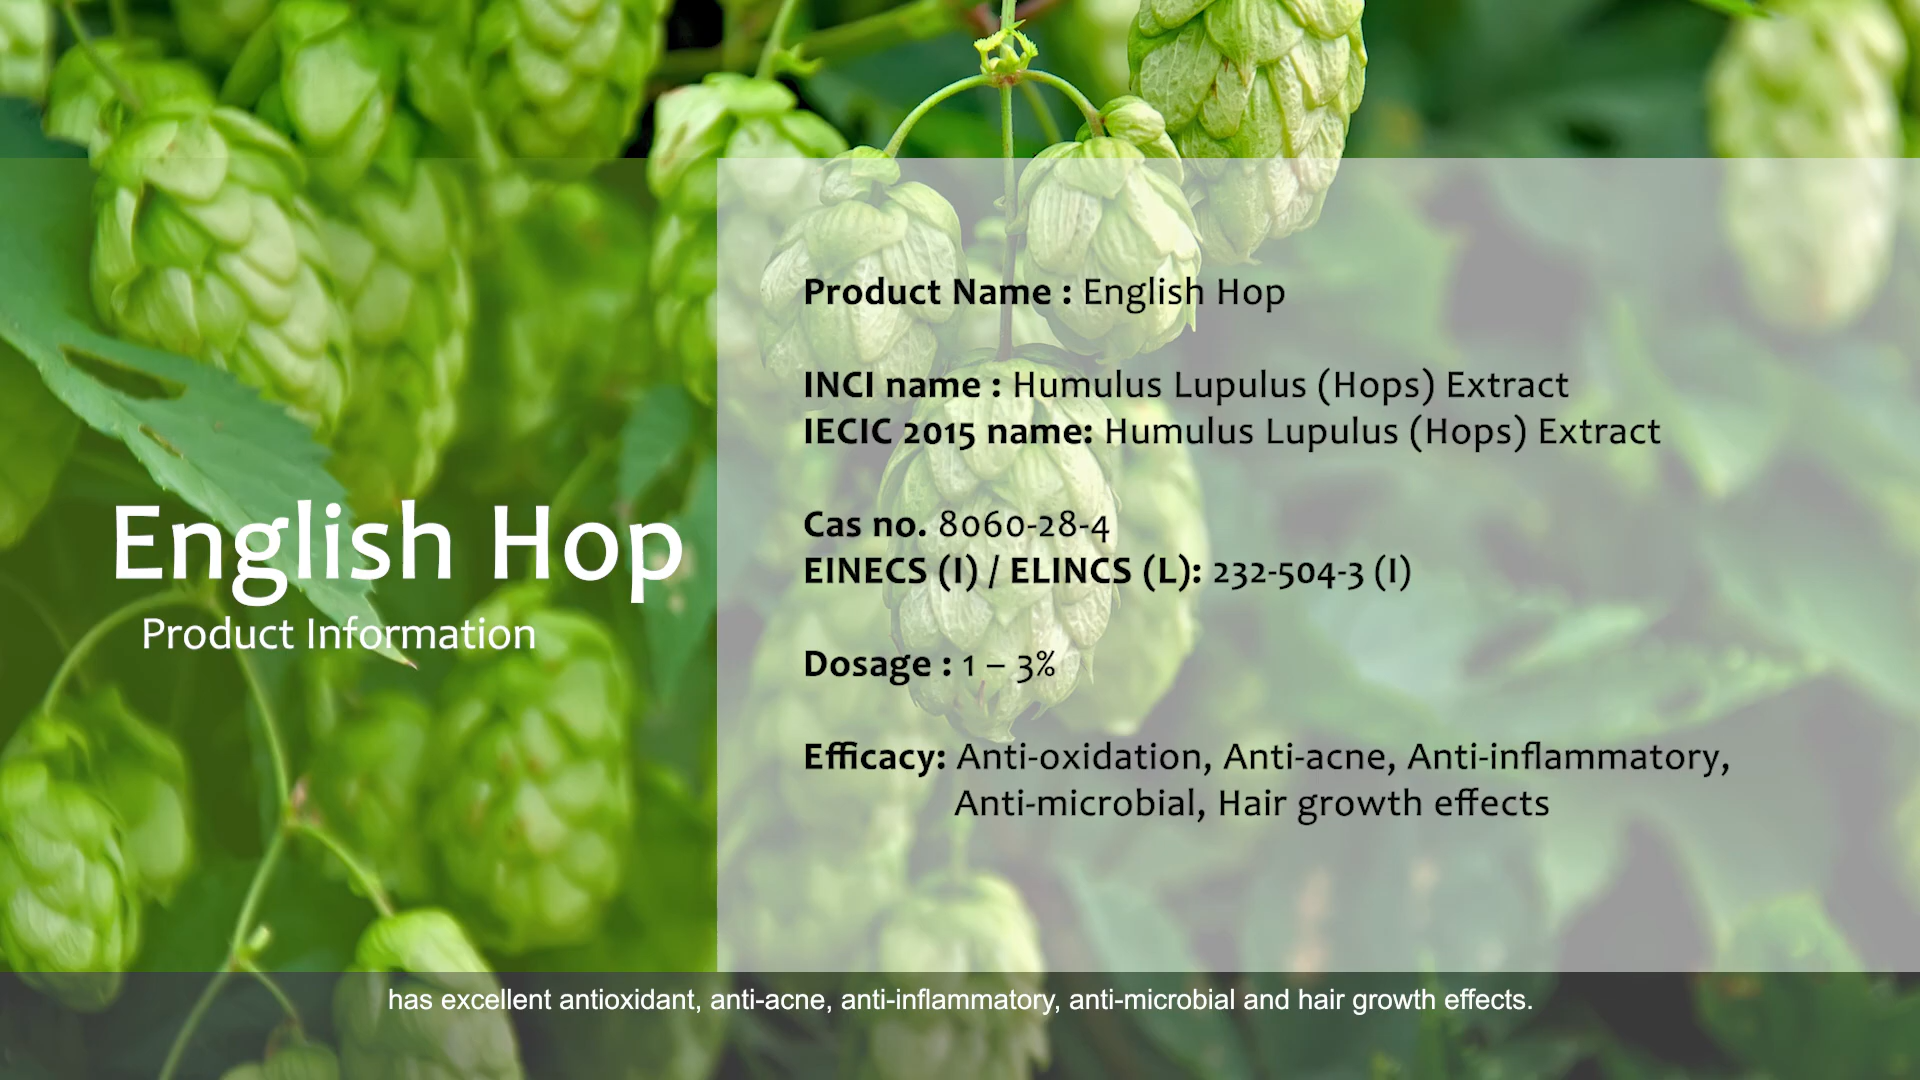 English Hop
Product Information
Product Name : English Hop
INCI name : Humulus Lupulus (Hops) Extract
IECIC 2015 name: Humulus Lupulus (Hops) Extract
Cas no. 8060-28-4
EINECS (I) / ELINCS (L): 232-504-3 (I)
Dosage : 1 – 3%
Efficacy: Anti-oxidation, Anti-acne, Anti-inflammatory,
Anti-microbial, Hair growth effects
has excellent antioxidant, anti-acne, anti-inflammatory, anti-microbial and hair growth effects.